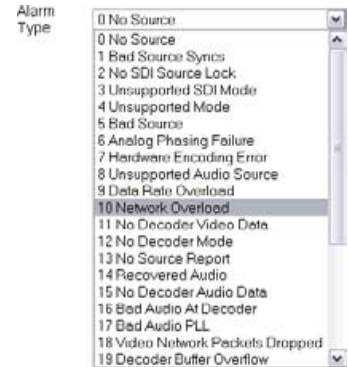 Alarm
Type
0 No Source
0 No Source
1 Bad Source Syncs
2 No SDI Source Lock
3 Unsupported SDI Mode
4 Unsupported Mode
5 Bad Source
6 Analog Phasing Failure
7 Hardware Encoding Error
8 Unsupported Audio Source
9 Data Rate Overload
10 Network Overload
11 No Decoder Video Data
12 No Decoder Mode
13 No Source Report
14 Recovered Audio
15 No Decoder Audio Data
16 Bad Audio At Decoder
17 Bad Audio PLL
18 Video Network Packets Dropped
19 Decoder Buffer Overflow